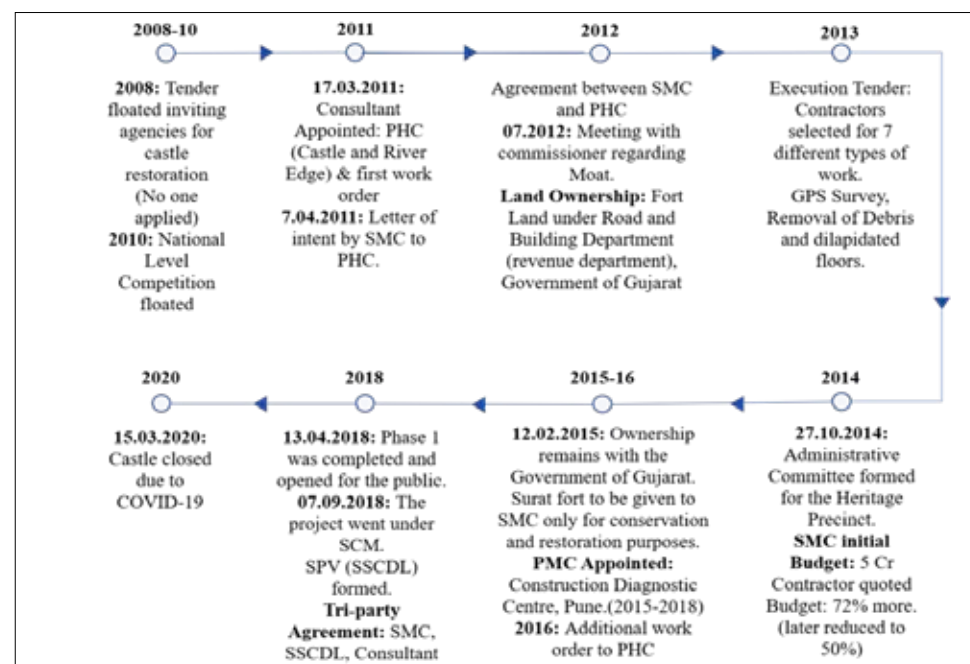 2008-10
2008: Tender
floated inviting
agencies for
castle
restoration
(No one
applied)
2010: National
Level
Competition
floated
2011
17.03.2011:
Consultant
Appointed: PHC
(Castle and River
Edge) & first work
order
7.04.2011: Letter of
intent by SMC to
PHC.
2012
Agreement between SMC
and PHC
07.2012: Meeting with
commissioner regarding
Moat.
Land Ownership: Fort
Land under Road and
Building Department
(revenue department),
Government of Gujarat
2013
Execution Tender:
Contractors
selected for 7
different types of
work.
GPS Survey,
Removal of Debris
and dilapidated
floors.
2014
27.10.2014:
Administrative
Committee formed
for the Heritage
Precinct.
SMC initial
Budget: 5 Cr
Contractor quoted
Budget: 72% more.
(later reduced to
50%)
2015-16
12.02.2015: Ownership
remains with the
Government of Gujarat.
Surat fort to be given to
SMC only for conservation
and restoration purposes.
PMC Appointed:
Construction Diagnostic
Centre, Pune.(2015-2018)
2016: Additional work
order to PHC
2018
13.04.2018: Phase 1
was completed and
opened for the public.
07.09.2018: The
project went under
SCM.
SPV (SSCDL)
formed.
Tri-party
Agreement: SMC,
SSCDL, Consultant
2020
15.03.2020:
Castle closed
due to
COVID-19